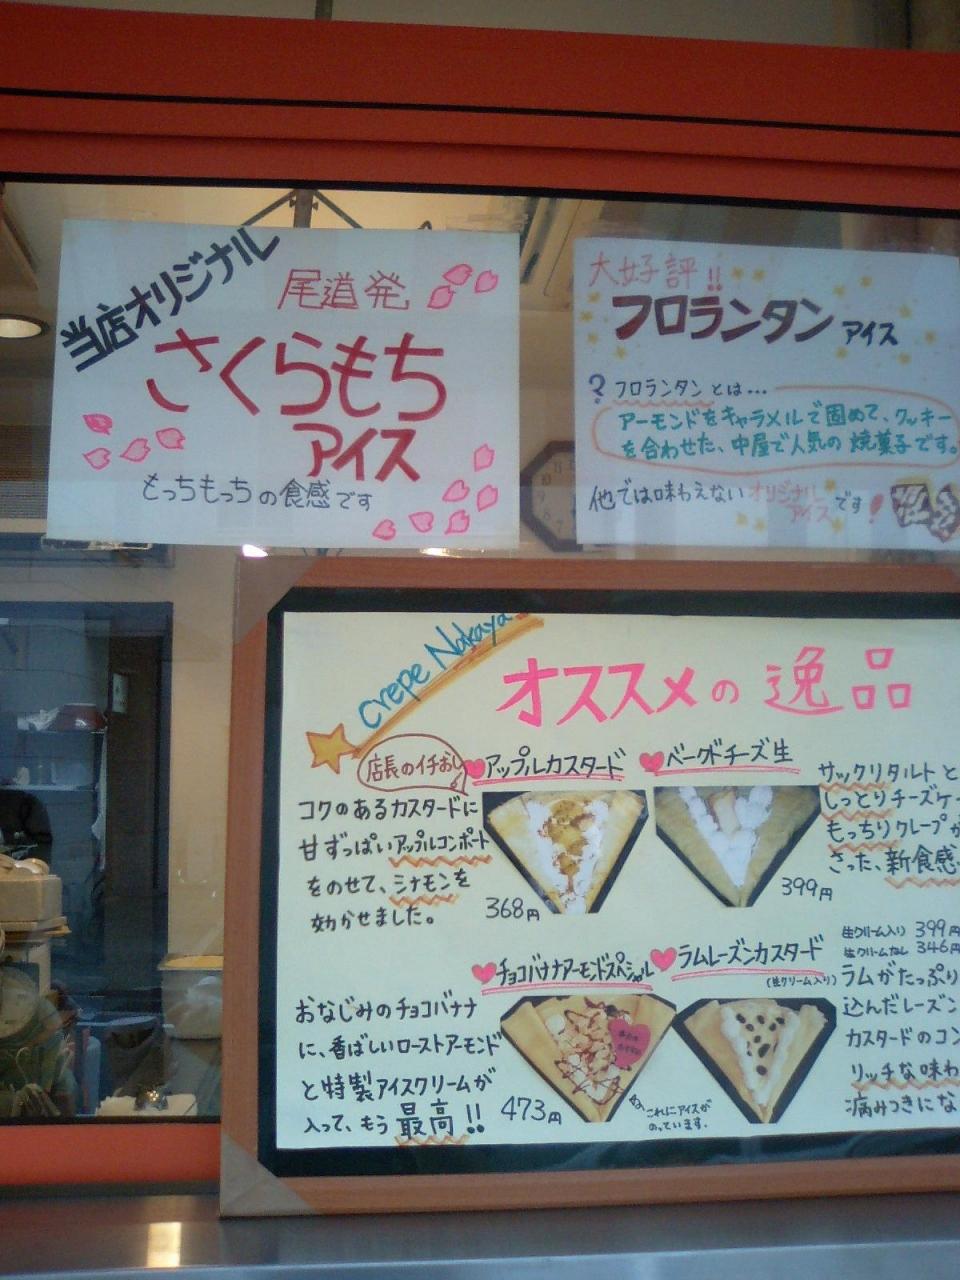 当店オリジナル
尾道発
さくらもち
アイス
もっちもっちの食感です
大好評!!
フロランタンアイス
? フロランタンとは…
アーモンドをキャラメルで固めて、クッキー
を合わせた、中屋で人気の焼菓子です。
他では味わえないオリジナルアイスです!
Crepe Nakaya
オススメの逸品
店長のイチおし
アップルカスタード
コクのあるカスタードに
甘ずっぱいアップルコンポート
をのせて、シナモンを
効かせました。
368円
ベークドチーズ生
399円
サックリタルトと
しっとりチーズケー
もっちりクレープが
さった、新食感
チョコバナナアーモンドスペシャル
おなじみのチョコバナナ
に、香ばしいローストアーモンド
と特製アイスクリームが
入って、もう最高!!
473円
これにアイスが
のっています.
ラムレーズンカスタード
(生クリーム入り)
生クリーム入り 399円
生クリームなし 346円
ラムがたっぷり
込んだレーズン
カスタードのコン
リッチな味わ
病みつきにな